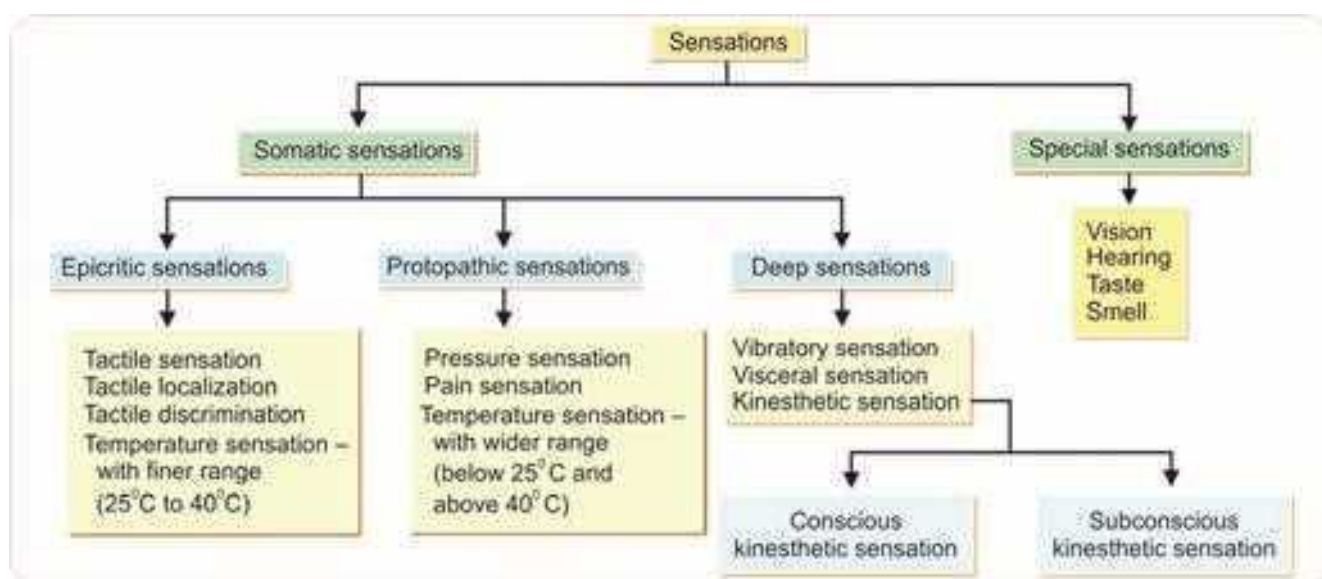 Sensations
Somatic sensations
Special sensations
Vision
Hearing
Taste
Smell
Epicritic sensations
Protopathic sensations
Deep sensations
Tactile sensation
Tactile localization
Tactile discrimination
Temperature sensation –
with finer range
(25°C to 40°C)
Pressure sensation
Pain sensation
Temperature sensation –
with wider range
(below 25°C and
above 40°C)
Vibratory sensation
Visceral sensation
Kinesthetic sensation
Conscious
kinesthetic sensation
Subconscious
kinesthetic sensation